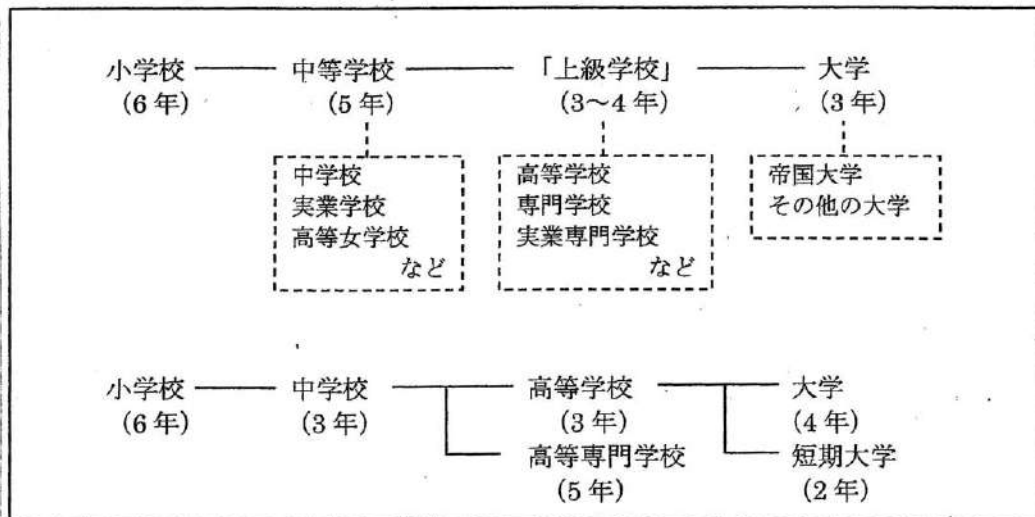 小学校 中等学校 「上級学校」 大学
(6年) (5年) (3～4年) (3年)
中学校 高等学校 帝国大学
実業学校 専門学校 その他の大学
高等女学校 実業専門学校
など など
小学校 中学校 高等学校 大学
(6年) (3年) (3年) (4年)
高等専門学校 短期大学
(5年) (2年)